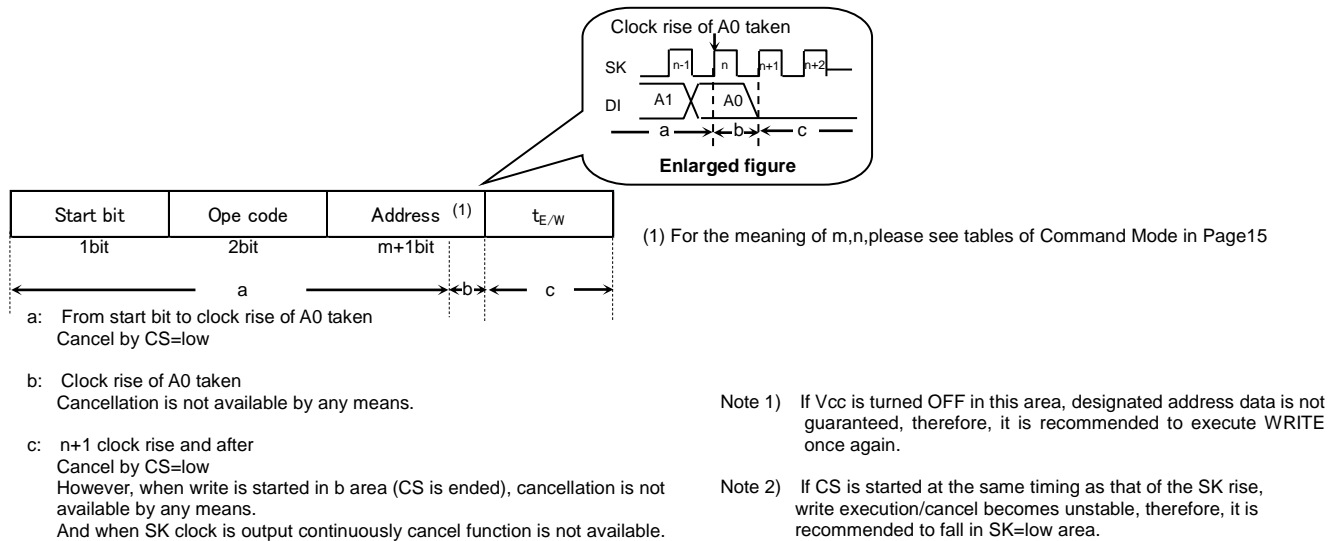 Clock rise of A0 taken
SK
n-1
n
n+1
n+2
DI
A1
A0
a
b
c
Enlarged figure
Start bit
Ope code
Address (1)
tE/W
1bit
2bit
m+1bit
(1) For the meaning of m,n,please see tables of Command Mode in Page15
a
b
c
a: From start bit to clock rise of A0 taken
Cancel by CS=low
b: Clock rise of A0 taken
Cancellation is not available by any means.
c: n+1 clock rise and after
Cancel by CS=low
However, when write is started in b area (CS is ended), cancellation is not
available by any means.
And when SK clock is output continuously cancel function is not available.
Note 1) If Vcc is turned OFF in this area, designated address data is not
guaranteed, therefore, it is recommended to execute WRITE
once again.
Note 2) If CS is started at the same timing as that of the SK rise,
write execution/cancel becomes unstable, therefore, it is
recommended to fall in SK=low area.